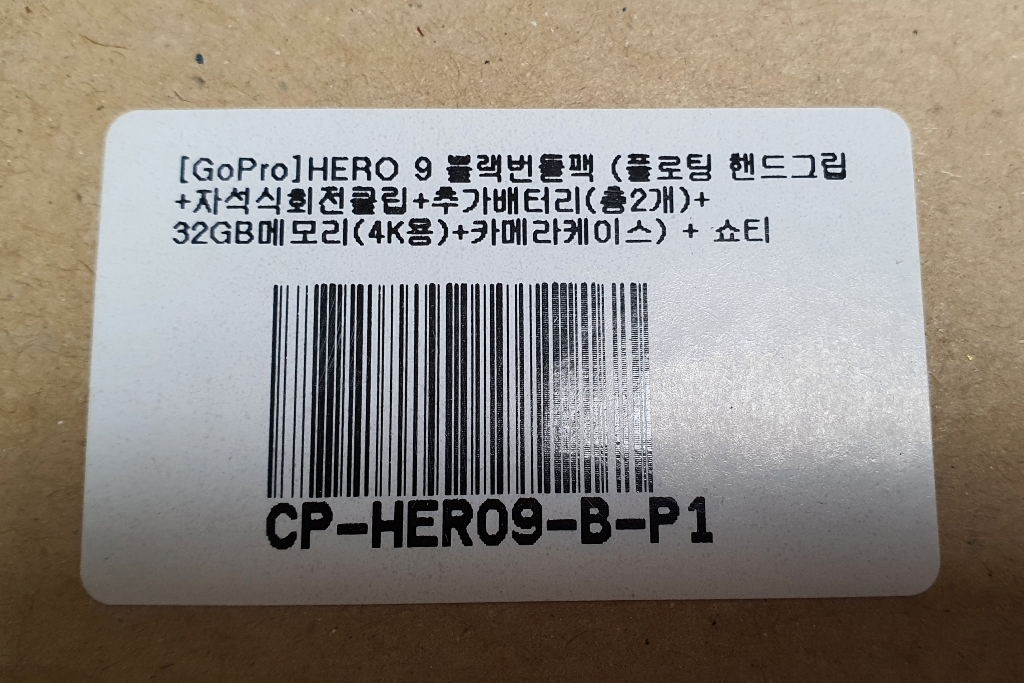 [GoPro]HERO 9 블랙번들팩 (플로팅 핸드그립
+자석식회전클립+추가배터리(총2개)+
32GB메모리(4K용)+카메라케이스) + 쇼티
CP-HERO9-B-P1